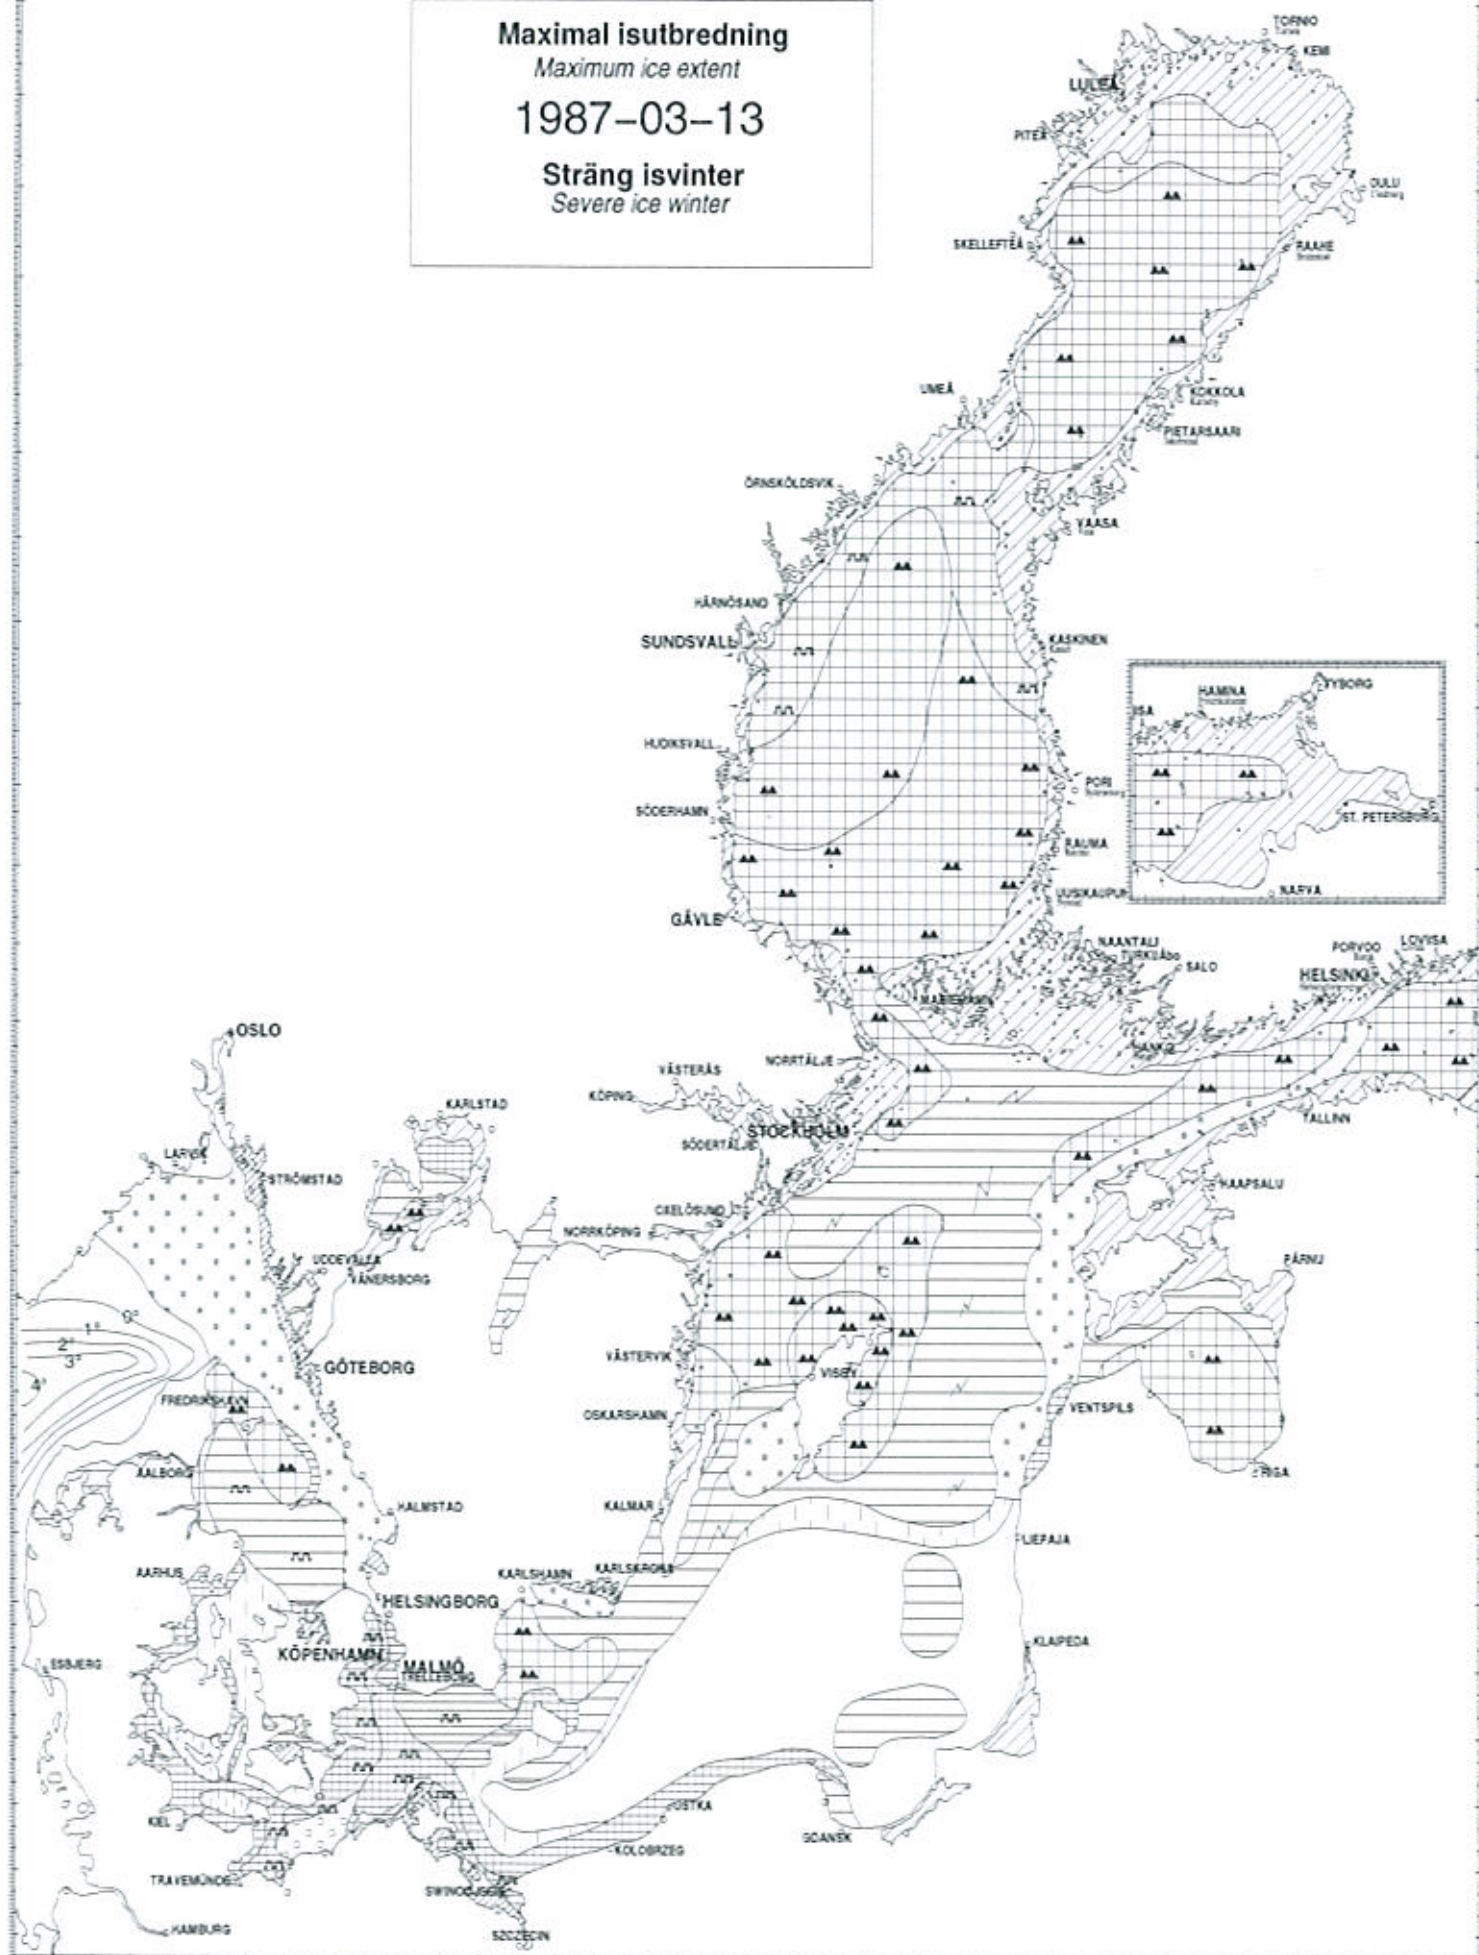 Maximal isutbredning
Maximum ice extent
1987-03-13
Sträng isvinter
Severe ice winter
TORNIO
KEMI
LULEÅ
PITEÅ
OULU
SKELLEFTEÅ
RAAHE
UMEÅ
KOKKOLA
PIETARSAARI
ÖRNSKÖLDSVIK
VAASA
HÄRNÖSAND
SUNDSVALL
KASKINEN
HAMINA
VYBORG
HUDIKSVALL
PORI
SÖDERHAMN
ST. PETERSBURG
RAUMA
NARVA
GÄVLE
NAANTALI
TURKU
SALO
PORVOO
LOVIISA
HELSINKI
MARIEHAMN
OSLO
HANKO
NORRTÄLJE
VÄSTERÅS
KÖPING
KARLSTAD
TALLINN
STOCKHOLM
SÖDERTÄLJE
LARVIK
STRÖMSTAD
HAAPSALU
OXELÖSUND
NORRKÖPING
UDDEVALLA
VÄNERSBORG
PÄRNU
0°
1°
2°
3°
4°
GÖTEBORG
VÄSTERVIK
VISBY
FREDRIKSHAVN
OSKARSHAMN
VENTSPILS
AALBORG
RIGA
HALMSTAD
KALMAR
LIEPAJA
AARHUS
KARLSHAMN
KARLSKRONA
HELSINGBORG
KÖPENHAMN
MALMÖ
TRELLEBORG
KLAIPEDA
ESBJERG
KIEL
USTKA
GDANSK
KOLOBRZEG
TRAVEMÜNDE
SWINOUJSCIE
HAMBURG
SZCZECIN